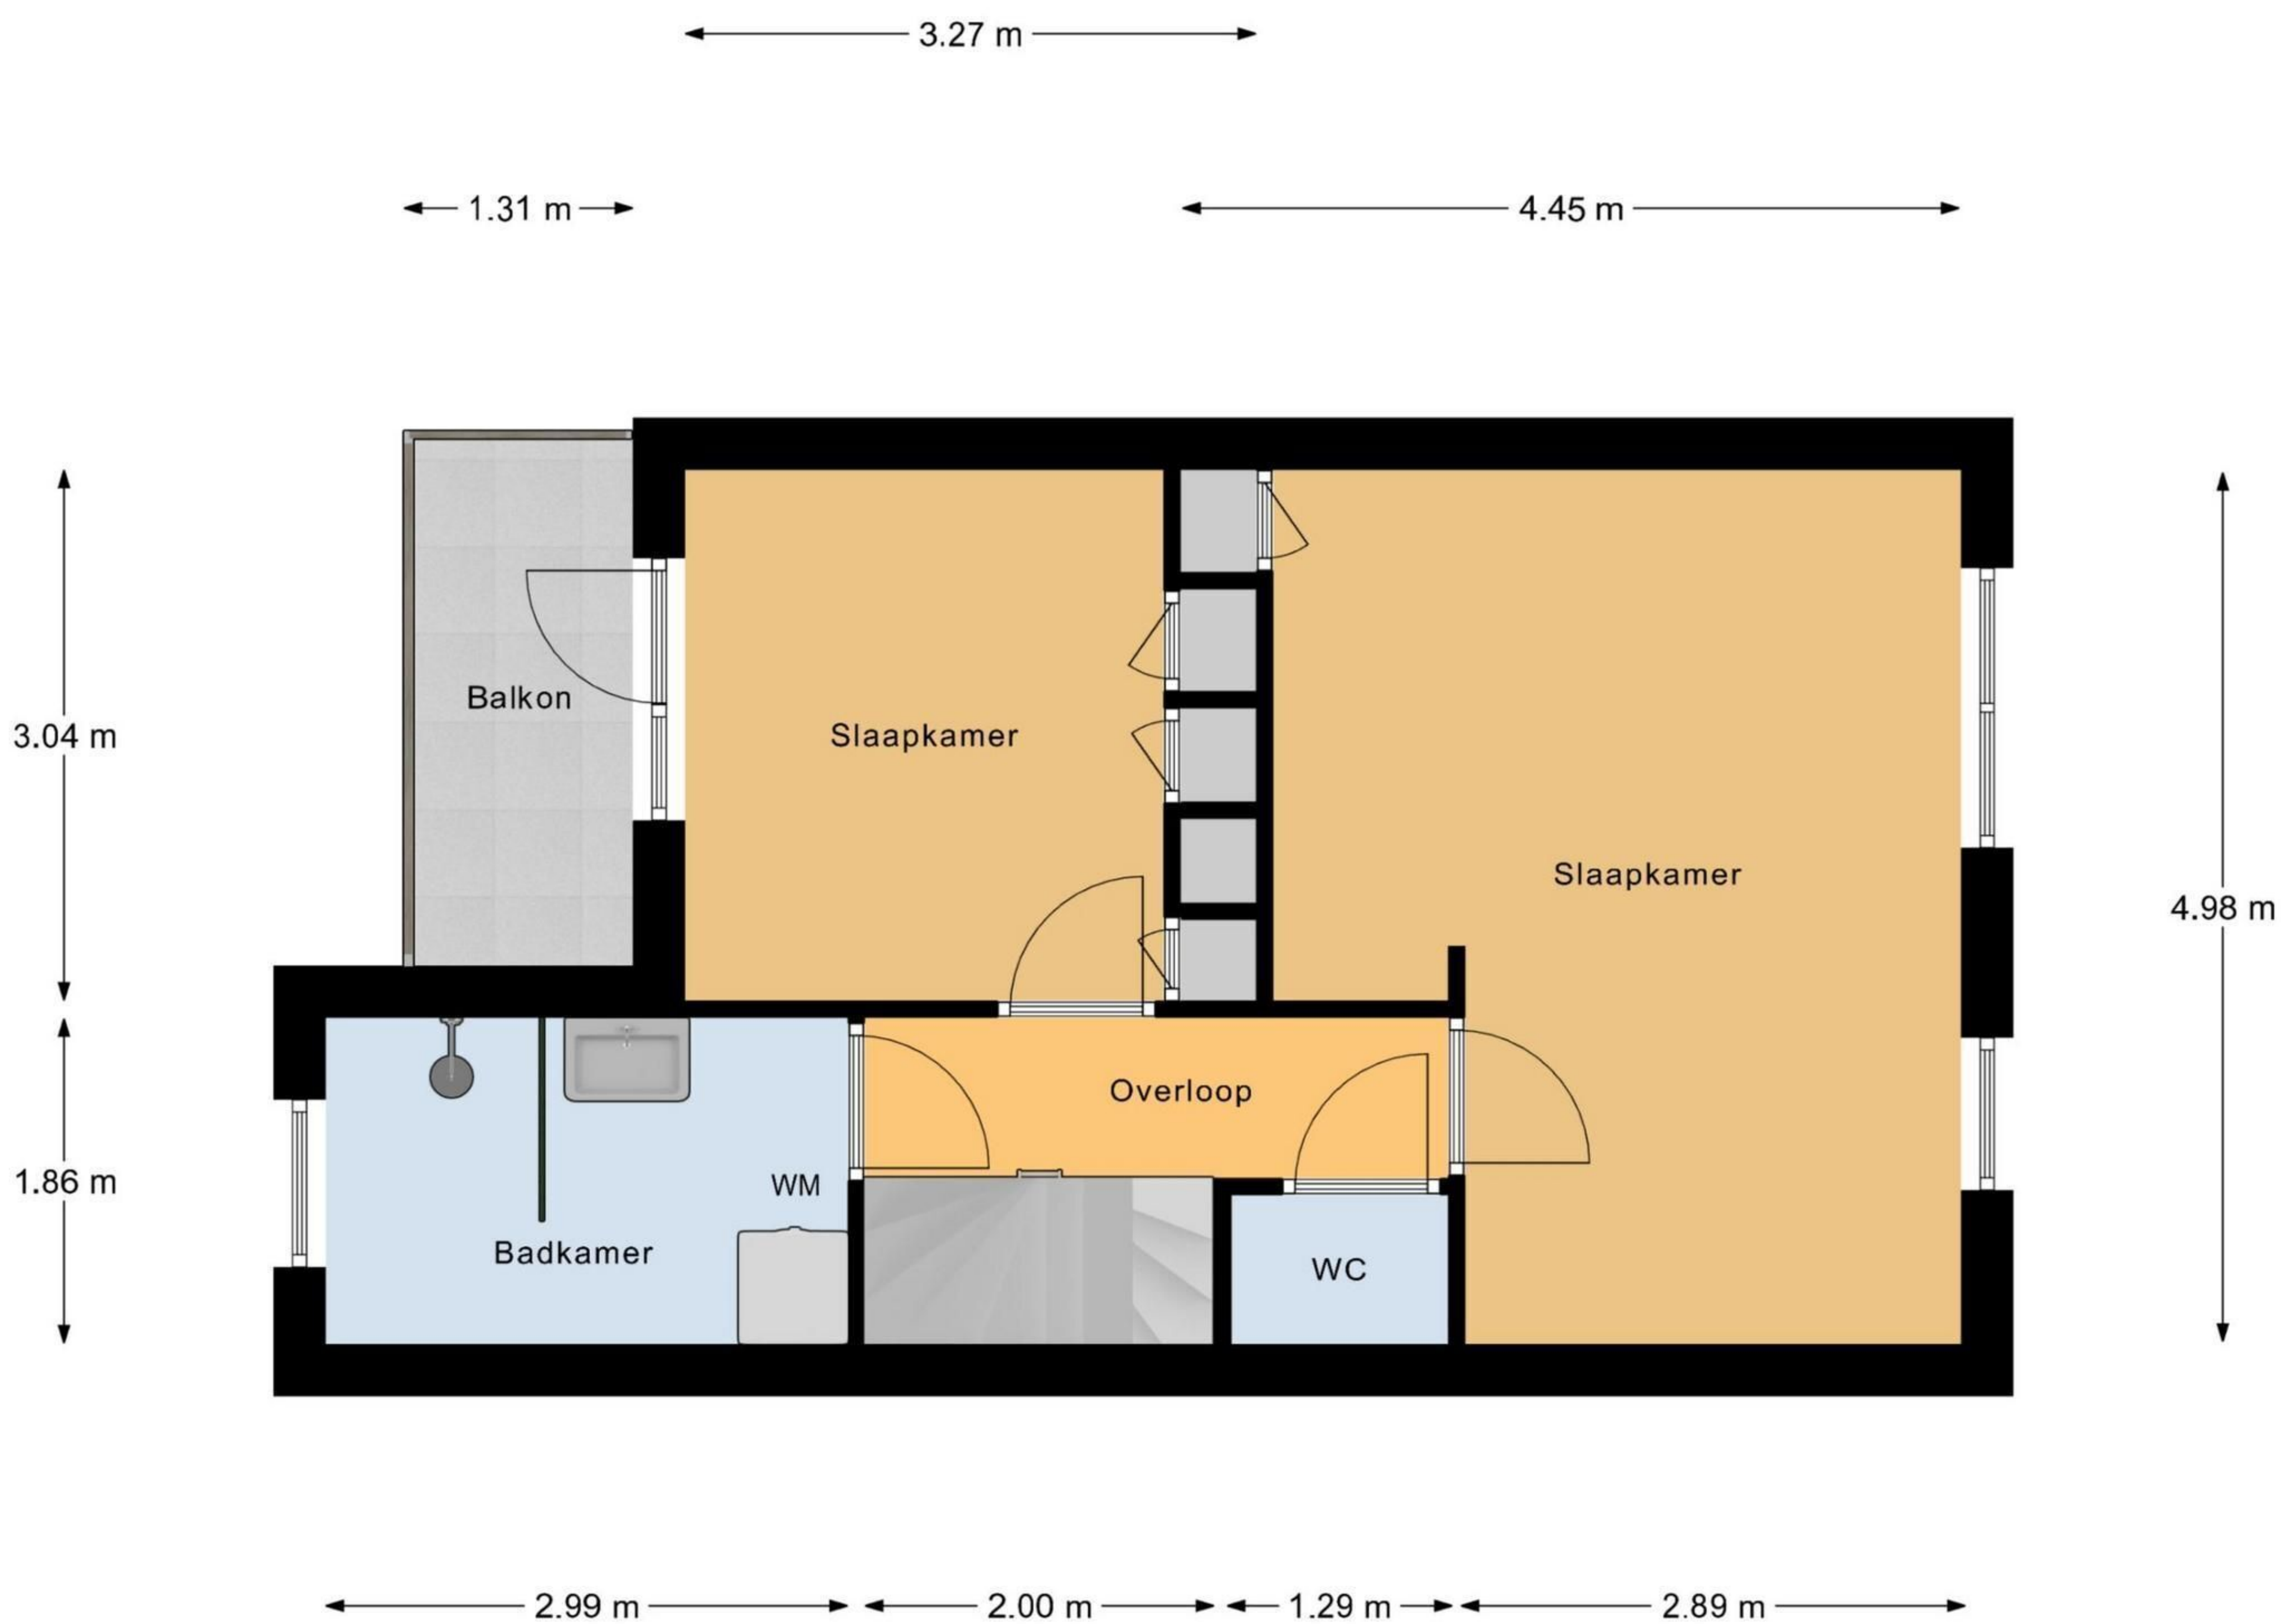 3.27 m
1.31 m
4.45 m
Balkon
Slaapkamer
3.04 m
Slaapkamer
4.98 m
Overloop
1.86 m
WM
Badkamer
WC
2.99 m
2.00 m
1.29 m
2.89 m